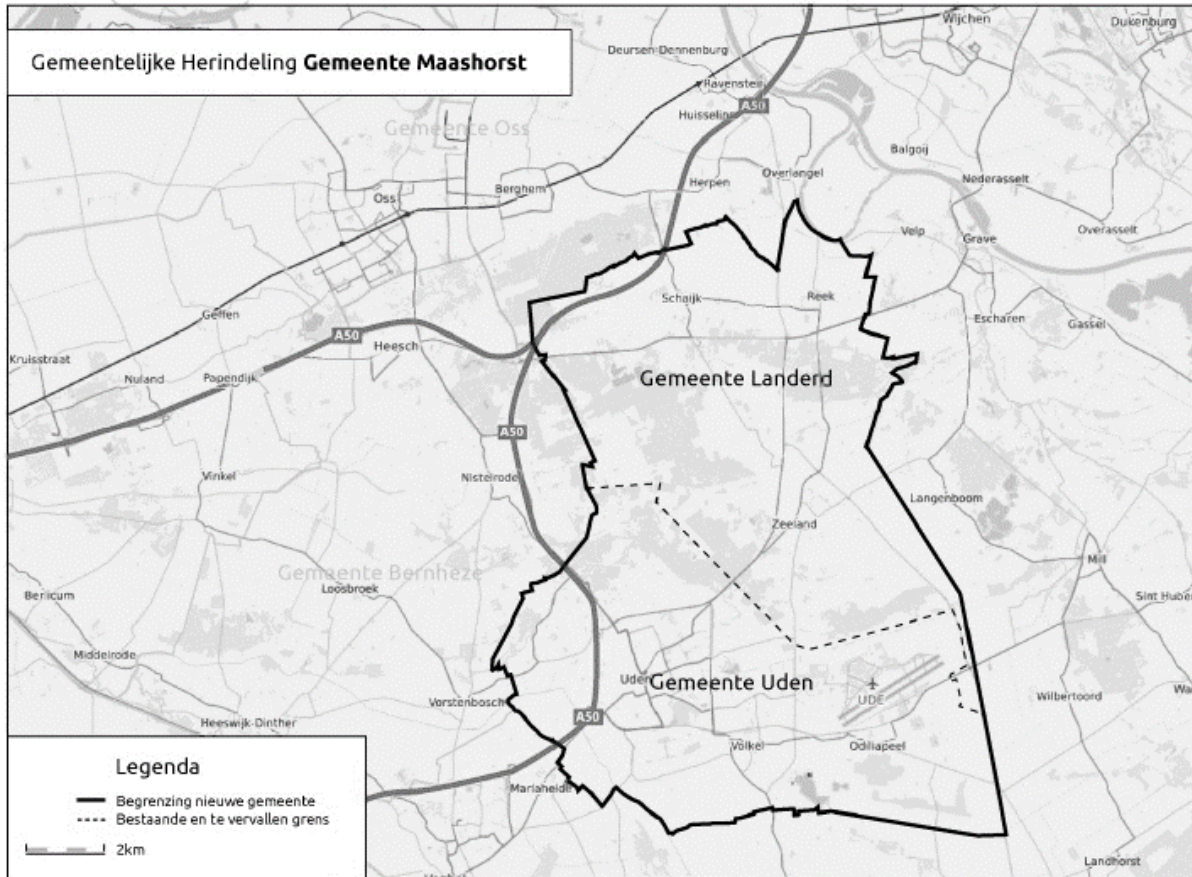 Gemeentelijke Herindeling Gemeente Maashorst
Wijchen
Dukenburg
Deursen-Dennenburg
Ravenstein
A50
Huisseling
Gemeente Oss
Balgoij
Berghem
Herpen
Overlangel
Nederasselt
Oss
Velp
Grave
Overasselt
Schaijk
Reek
Geffen
Escharen
Gassel
A50
Heesch
Kruisstraat
Nuland
Papendijk
Gemeente Landerd
A50
Vinkel
Nistelrode
Langenboom
Zeeland
Mill
Gemeente Bernheze
Loosbroek
Berlicum
Sint Huber
Middelrode
Uden
Gemeente Uden
UDE
Wilbertoord
Wa
Vorstenbosch
A50
Heeswijk-Dinther
Volkel
Odiliapeel
Mariaheide
Landhorst
Legenda
Begrenzing nieuwe gemeente
Bestaande en te vervallen grens
2km